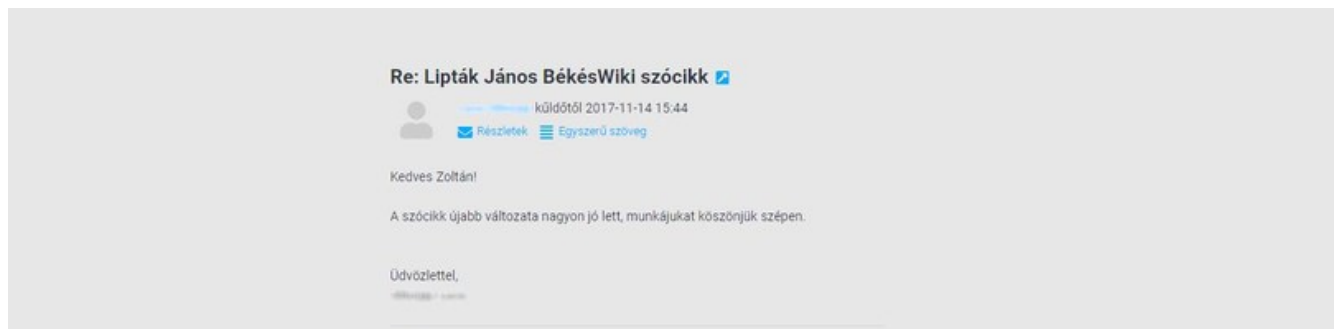 Re: Lipták János BékésWiki szócikk
küldőtől 2017-11-14 15:44
Részletek Egyszerű szöveg
Kedves Zoltán!
A szócikk újabb változata nagyon jó lett, munkájukat köszönjük szépen.
Üdvözlettel,